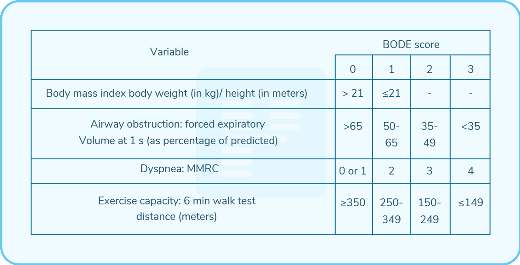 Variable
BODE score
0 1 2 3
Body mass index body weight (in kg)/ height (in meters) > 21 ≤21 - -
Airway obstruction: forced expiratory
Volume at 1 s (as percentage of predicted)
>65 50- 35- <35
65 49
Dyspnea: MMRC 0 or 1 2 3 4
Exercise capacity: 6 min walk test
distance (meters)
≥350 250- 150- ≤149
349 249